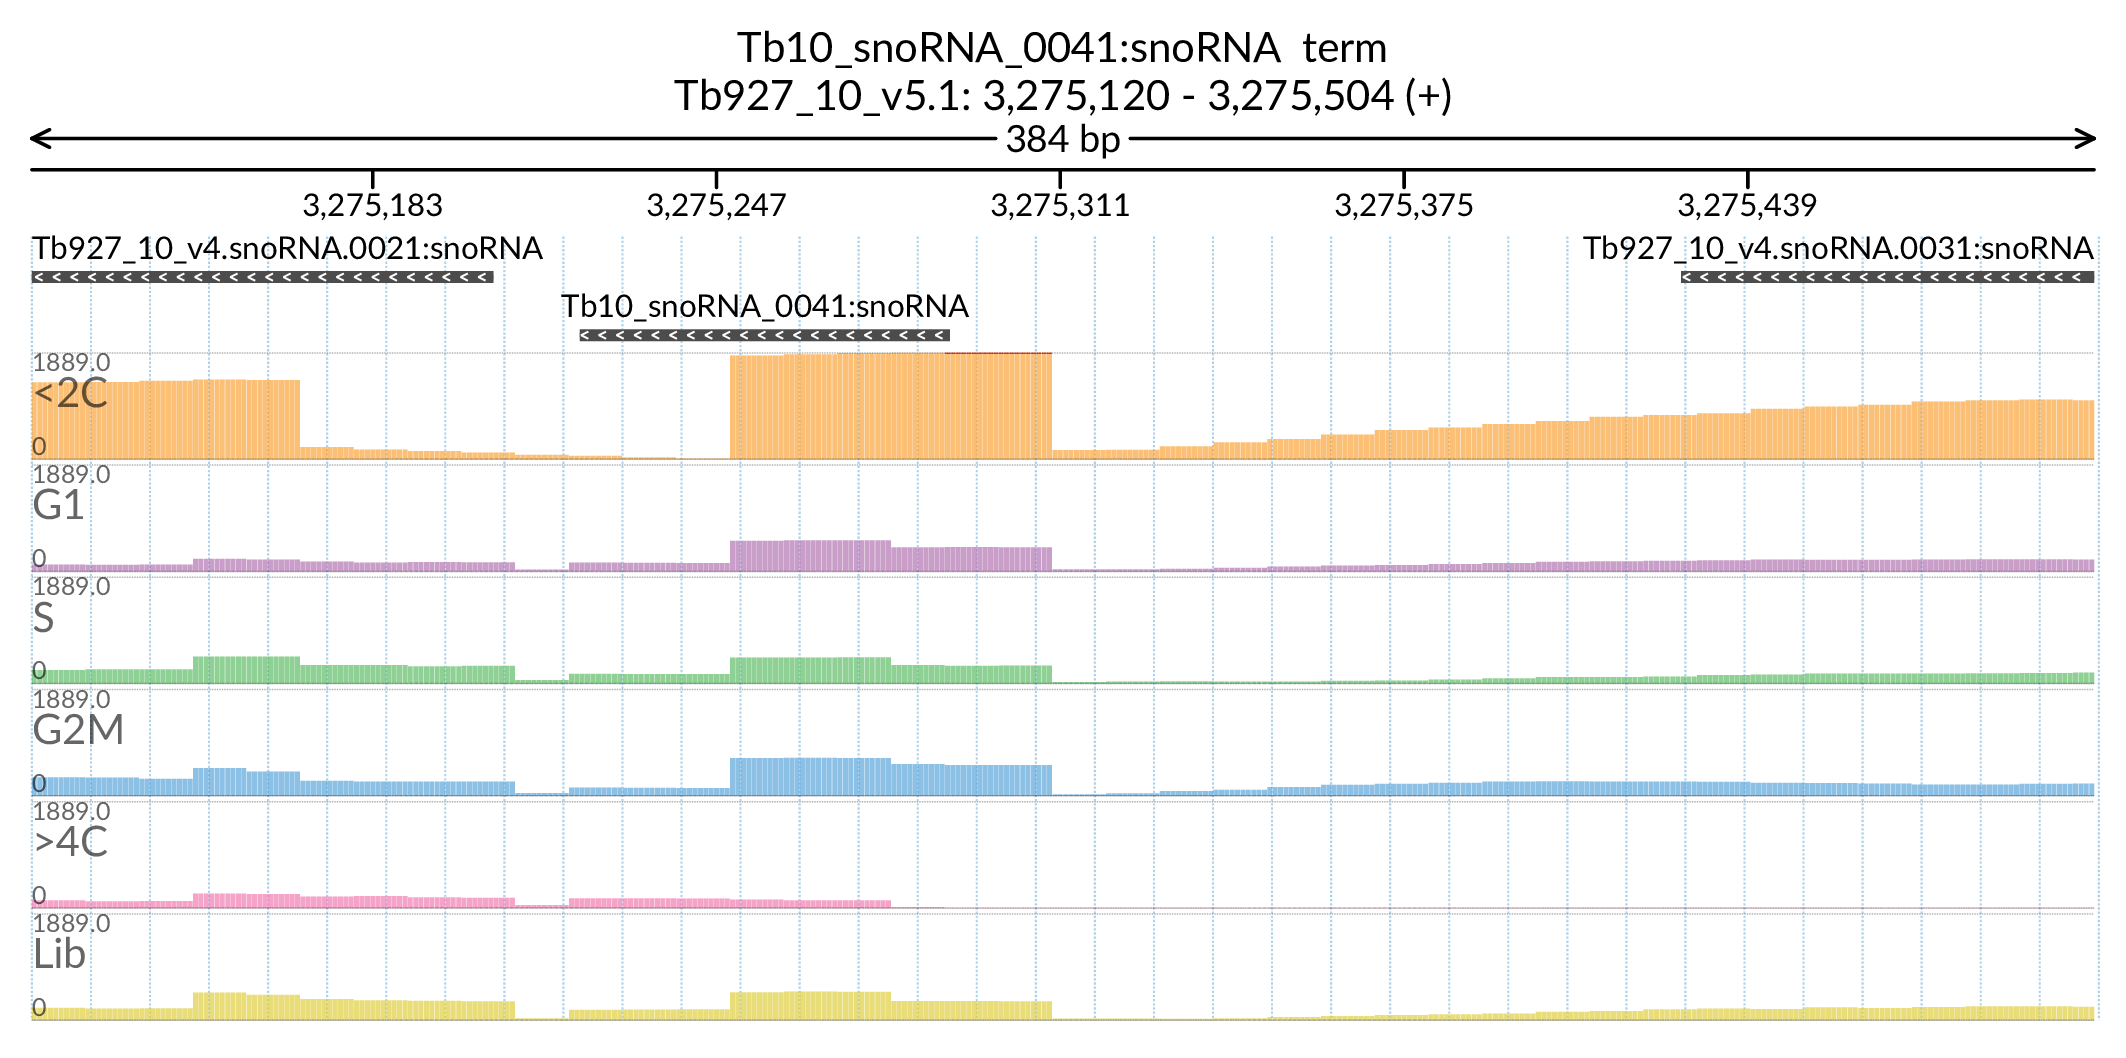 Tb10_snoRNA_0041:snoRNA term
Tb927_10_v5.1: 3,275,120 - 3,275,504 (+)
384 bp
3,275,183 3,275,247 3,275,311 3,275,375 3,275,439
Tb927_10_v4.snoRNA.0021:snoRNA Tb927_10_v4.snoRNA.0031:snoRNA
Tb10_snoRNA_0041:snoRNA
1889.0
<2C
0
1889.0
G1
0
1889.0
S
0
1889.0
G2M
0
1889.0
>4C
0
1889.0
Lib
0